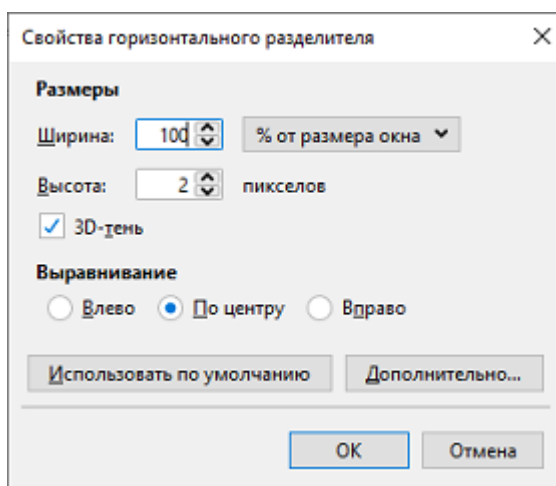 Свойства горизонтального разделителя
Размеры
Ширина: 100 % от размера окна
Высота: 2 пикселов
3D-тень
Выравнивание
Влево По центру Вправо
Использовать по умолчанию Дополнительно...
ОК Отмена